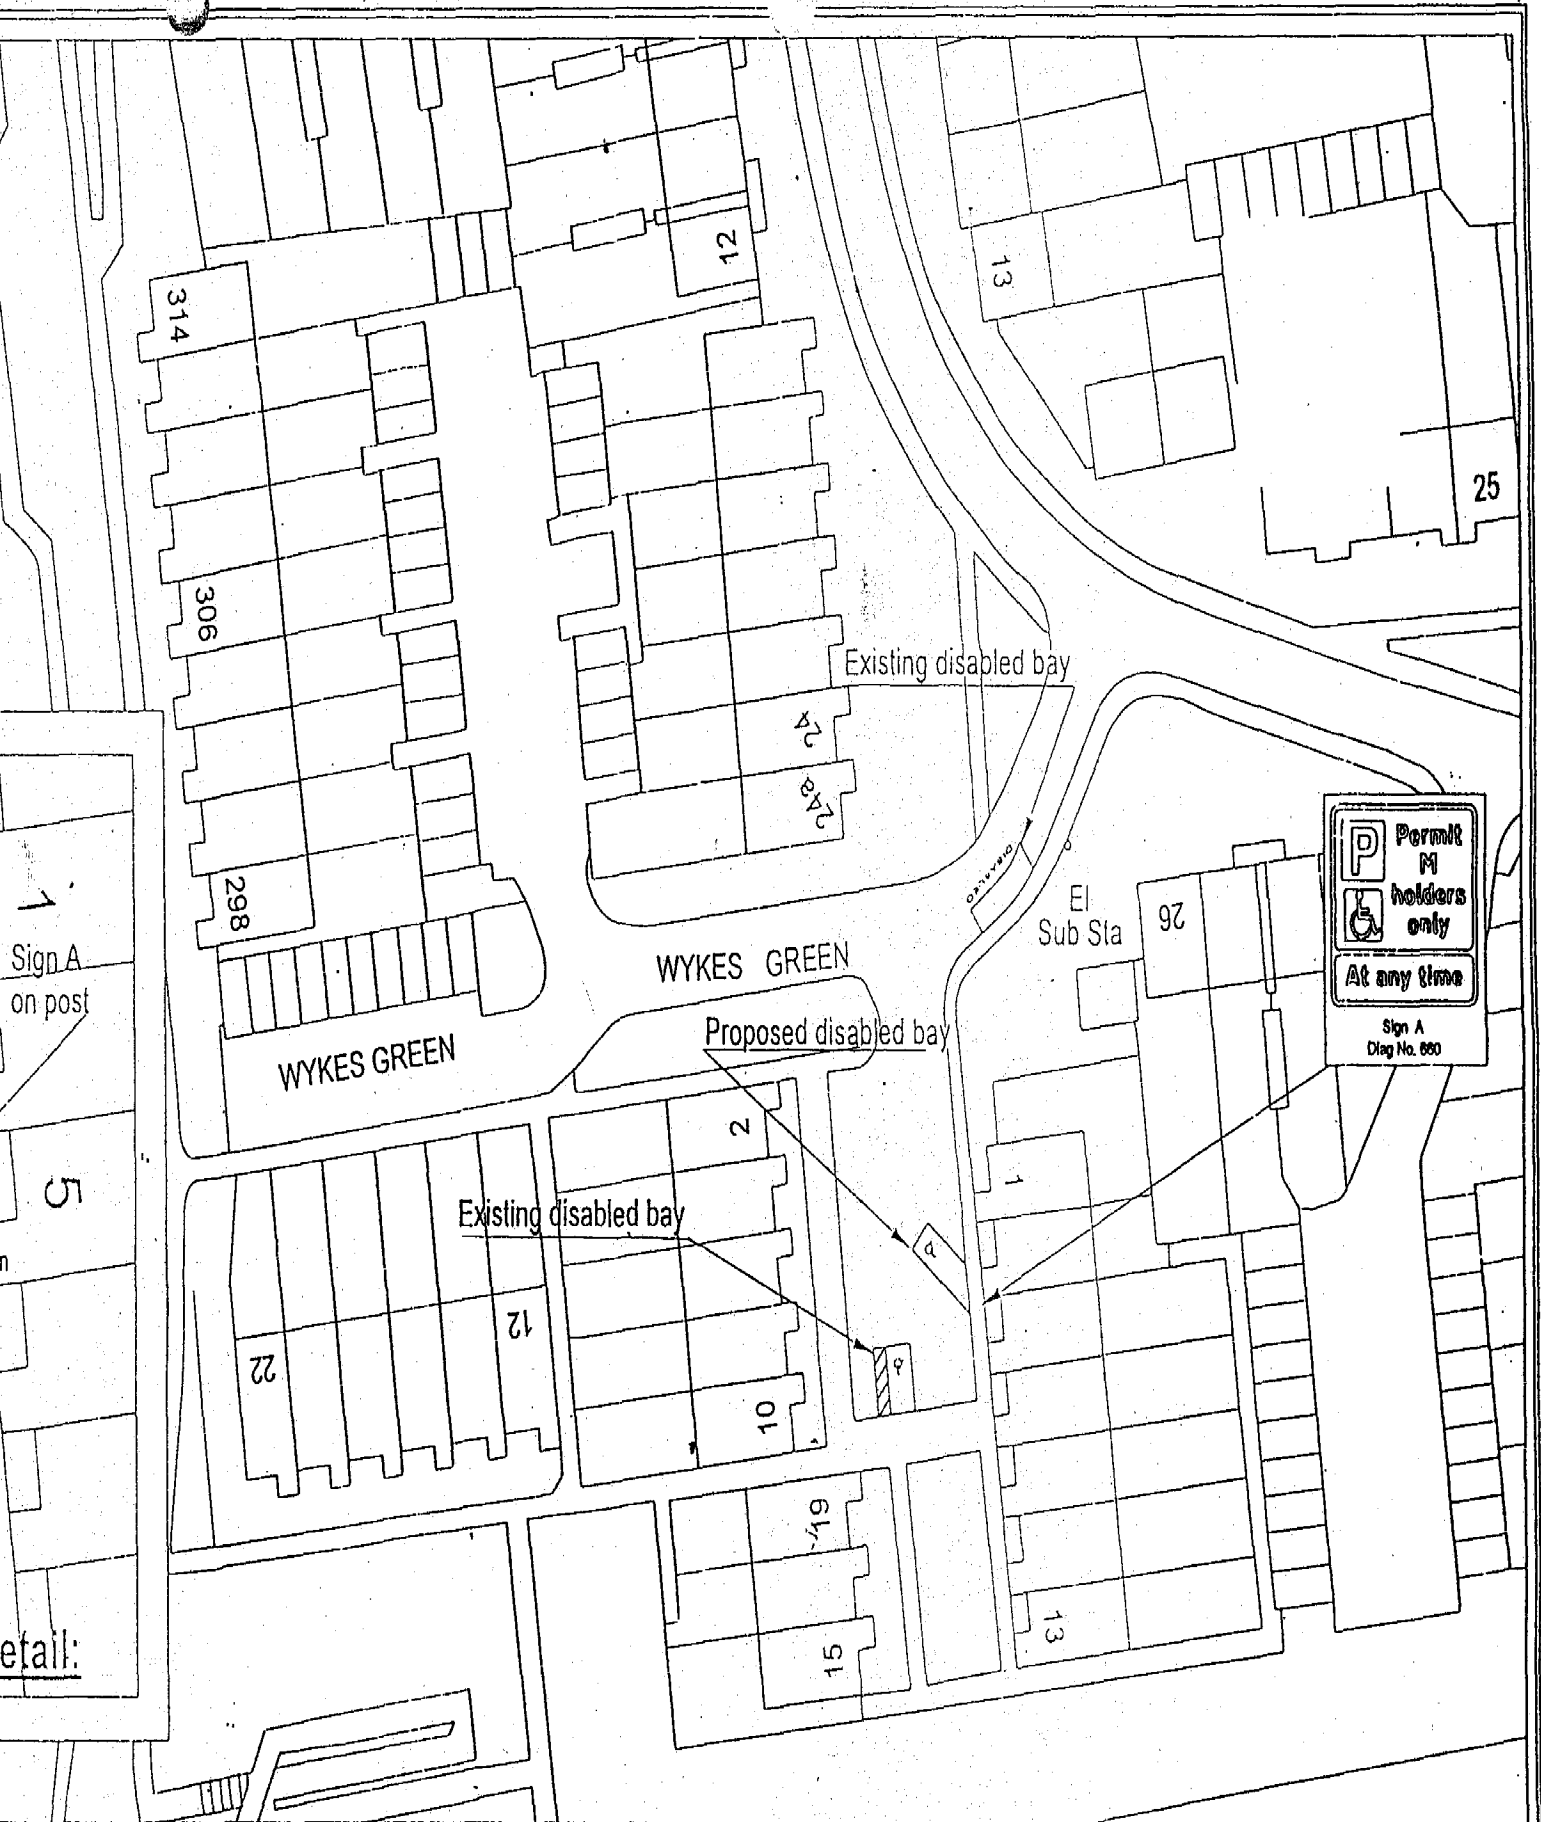 12
13
314
25
306
Existing disabled bay
24
24a
P Permit
M
holders
only
At any time
Sign A
Diag No. 660
1
298
DISABLED
El
Sub Sta
26
Sign A
on post
WYKES GREEN
Proposed disabled bay
WYKES GREEN
2
5
1
Existing disabled bay
12
22
10
19
15
13
etail: